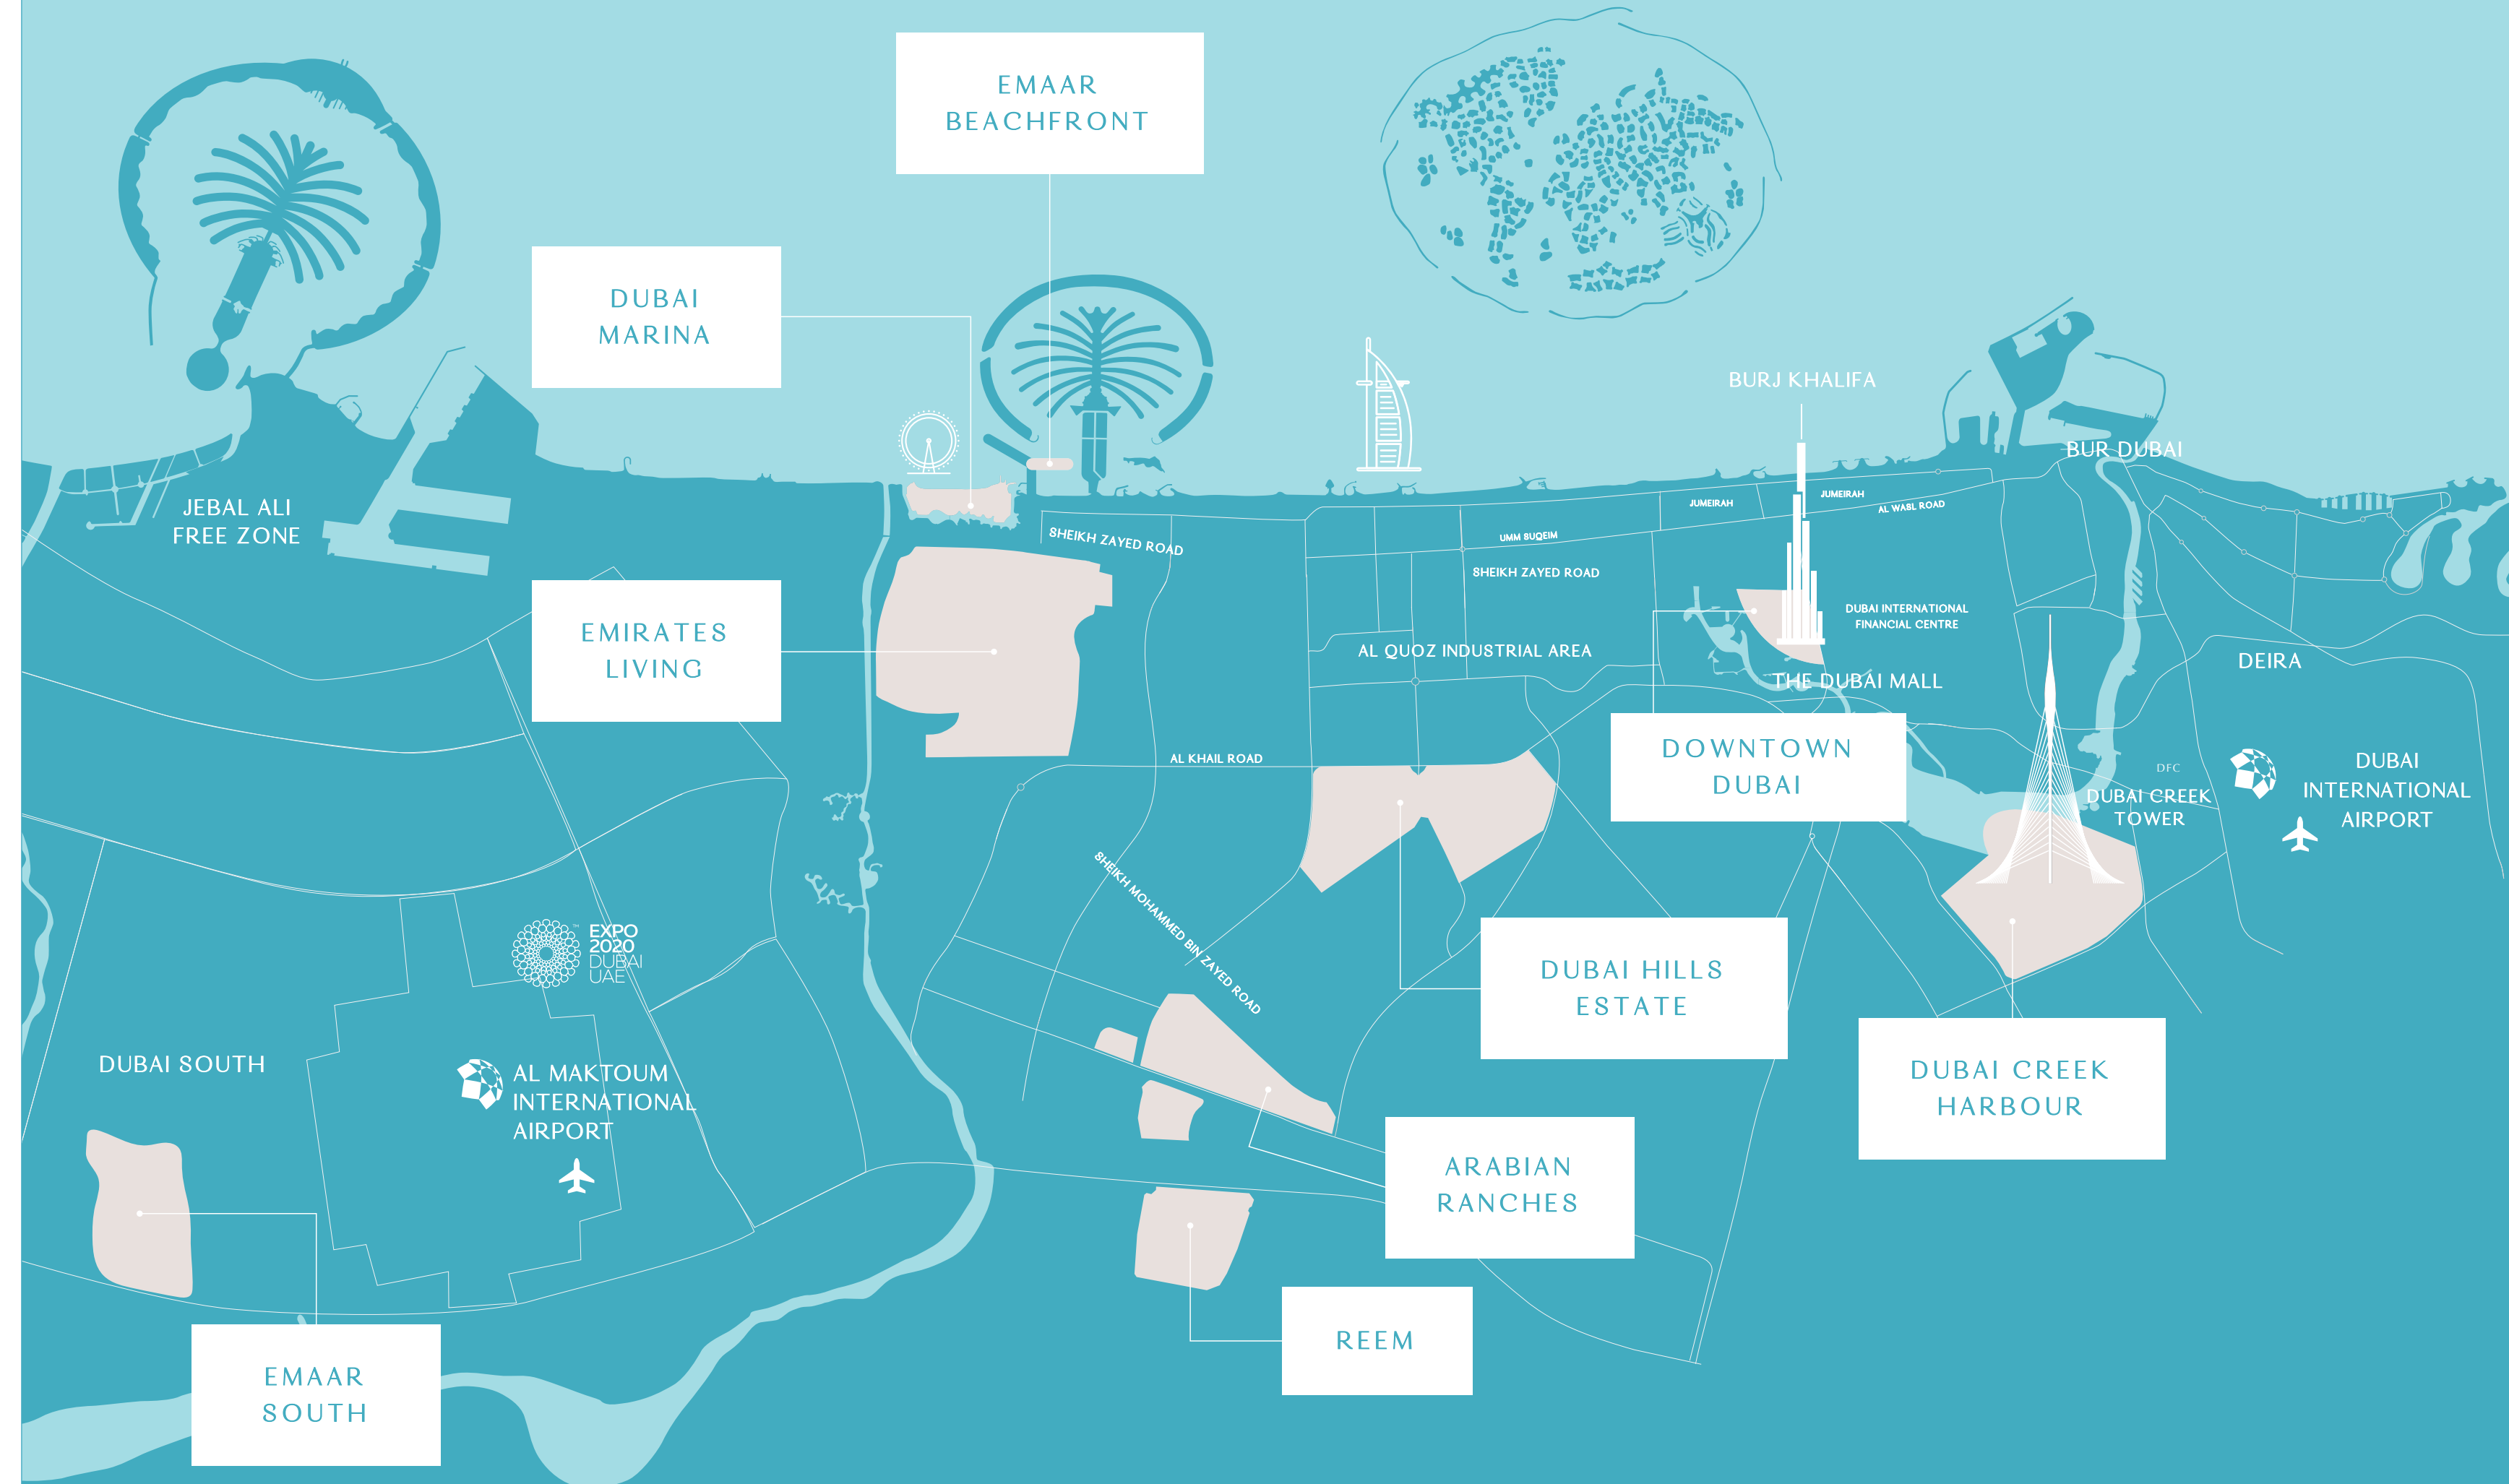 EMAAR
BEACHFRONT
DUBAI
MARINA
BURJ KHALIFA
BUR DUBAI
JEBAL ALI
FREE ZONE
JUMEIRAH
JUMEIRAH
AL WABL ROAD
SHEIKH ZAYED ROAD
UMM SUQEIM
SHEIKH ZAYED ROAD
EMIRATES
LIVING
DUBAI INTERNATIONAL
FINANCIAL CENTRE
AL QUOZ INDUSTRIAL AREA
DEIRA
THE DUBAI MALL
DOWNTOWN
DUBAI
AL KHAIL ROAD
DFC
DUBAI CREEK
TOWER
DUBAI
INTERNATIONAL
AIRPORT
SHEIKH MOHAMMED BIN ZAYED ROAD
TM
EXPO
2020
DUBAI
UAE
DUBAI HILLS
ESTATE
DUBAI SOUTH
AL MAKTOUM
INTERNATIONAL
AIRPORT
DUBAI CREEK
HARBOUR
ARABIAN
RANCHES
REEM
EMAAR
SOUTH